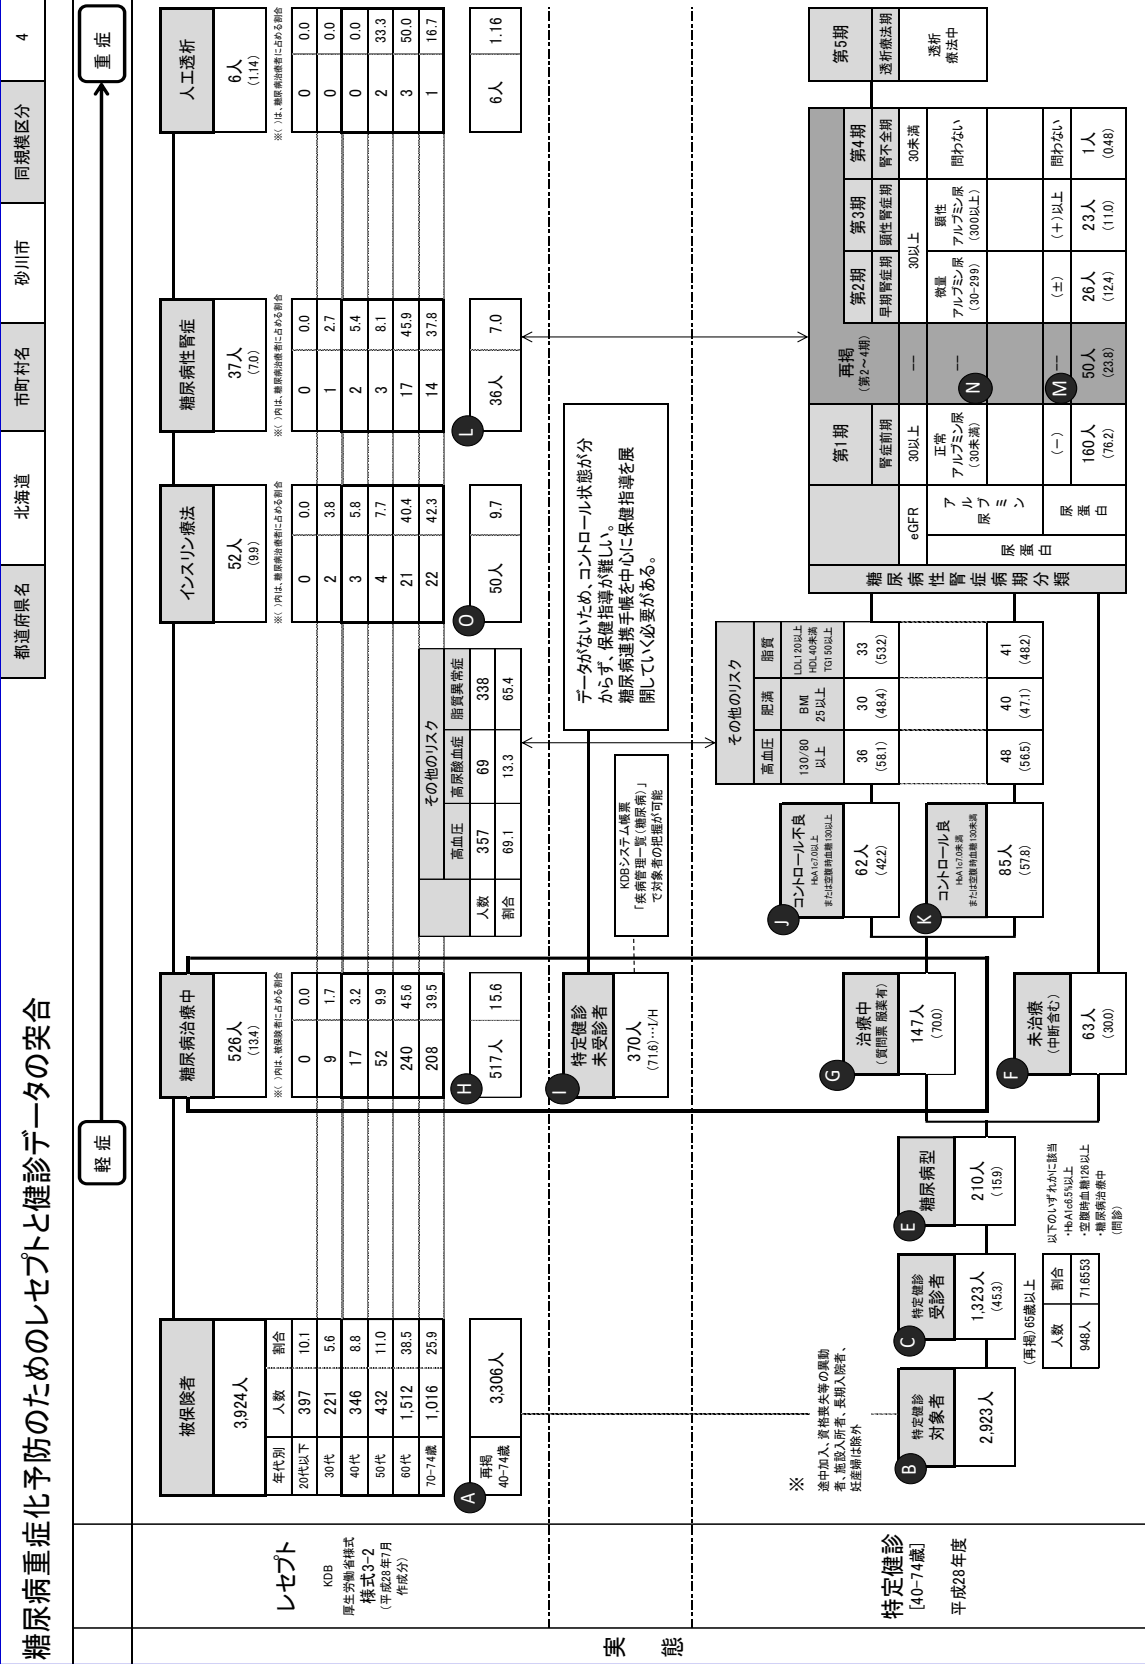 糖尿病重症化予防のためのレセプトと健診データの突合
都道府県名 北海道 市町村名 砂川市 同規模区分 4
軽症
重症
実態
レセプト
KDB
厚生労働省様式
様式3-2
(平成28年7月
作成分)
被保険者
3,924人
年代別 人数 割合
20代以下 397 10.1
30代 221 5.6
40代 346 8.8
50代 432 11.0
60代 1,512 38.5
70-74歳 1,016 25.9
A
再掲
40-74歳
3,306人
糖尿病治療中
526人
(13.4)
※( )内は、被保険者に占める割合
0 0.0
9 1.7
17 3.2
52 9.9
240 45.6
208 39.5
H
517人 15.6
その他のリスク
高血圧 高尿酸血症 脂質異常症
人数 357 69 338
割合 69.1 13.3 65.4
インスリン療法
52人
(9.9)
※( )内は、糖尿病治療者に占める割合
0 0.0
2 3.8
3 5.8
4 7.7
21 40.4
22 42.3
O
50人 9.7
糖尿病性腎症
37人
(7.0)
※( )内は、糖尿病治療者に占める割合
0 0.0
1 2.7
2 5.4
3 8.1
17 45.9
14 37.8
L
36人 7.0
人工透析
6人
(1.14)
※( )は、糖尿病治療者に占める割合
0 0.0
0 0.0
0 0.0
2 33.3
3 50.0
1 16.7
6人 1.16
I
特定健診
未受診者
370人
(71.6)…I/H
KDBシステム帳票
「疾病管理一覧(糖尿病)」
で対象者の把握が可能
データがないため、コントロール状態が分
からず、保健指導が難しい。
糖尿病連携手帳を中心に保健指導を展
開していく必要がある。
特定健診
[40-74歳]
平成28年度
※
途中加入、資格喪失等の異動
者、施設入所者、長期入院者、
妊産婦は除外
B
特定健診
対象者
2,923人
C
特定健診
受診者
1,323人
(45.3)
(再掲)65歳以上
人数 割合
948人 71.6553
E
糖尿病型
210人
(15.9)
以下のいずれかに該当
・HbA1c6.5%以上
・空腹時血糖126以上
・糖尿病治療中
(問診)
G
治療中
(質問票 服薬有)
147人
(70.0)
F
未治療
(中断含む)
63人
(30.0)
J
コントロール不良
HbA1c7.0以上
または空腹時血糖130以上
62人
(42.2)
K
コントロール良
HbA1c7.0未満
または空腹時血糖130未満
85人
(57.8)
その他のリスク
高血圧 肥満 脂質
130/80
以上
BMI
25以上
LDL120以上
HDL40未満
TG150以上
36 30 33
(58.1) (48.4) (53.2)
48 40 41
(56.5) (47.1) (48.2)
糖尿病性腎症病期分類
第1期 再掲
(第2～4期)
第2期 第3期 第4期 第5期
腎症前期 早期腎症期 顕性腎症期 腎不全期 透析療法期
eGFR 30以上 -- 30以上 30未満
透析
療法中
尿蛋白
尿アルブミン
正常
アルブミン尿
(30未満)
--
N
微量
アルブミン尿
(30-299)
顕性
アルブミン尿
(300以上)
問わない
尿蛋白 (－) -- (±) (＋)以上 問わない
M
160人 50人 26人 23人 1人
(76.2) (23.8) (12.4) (11.0) (0.48)